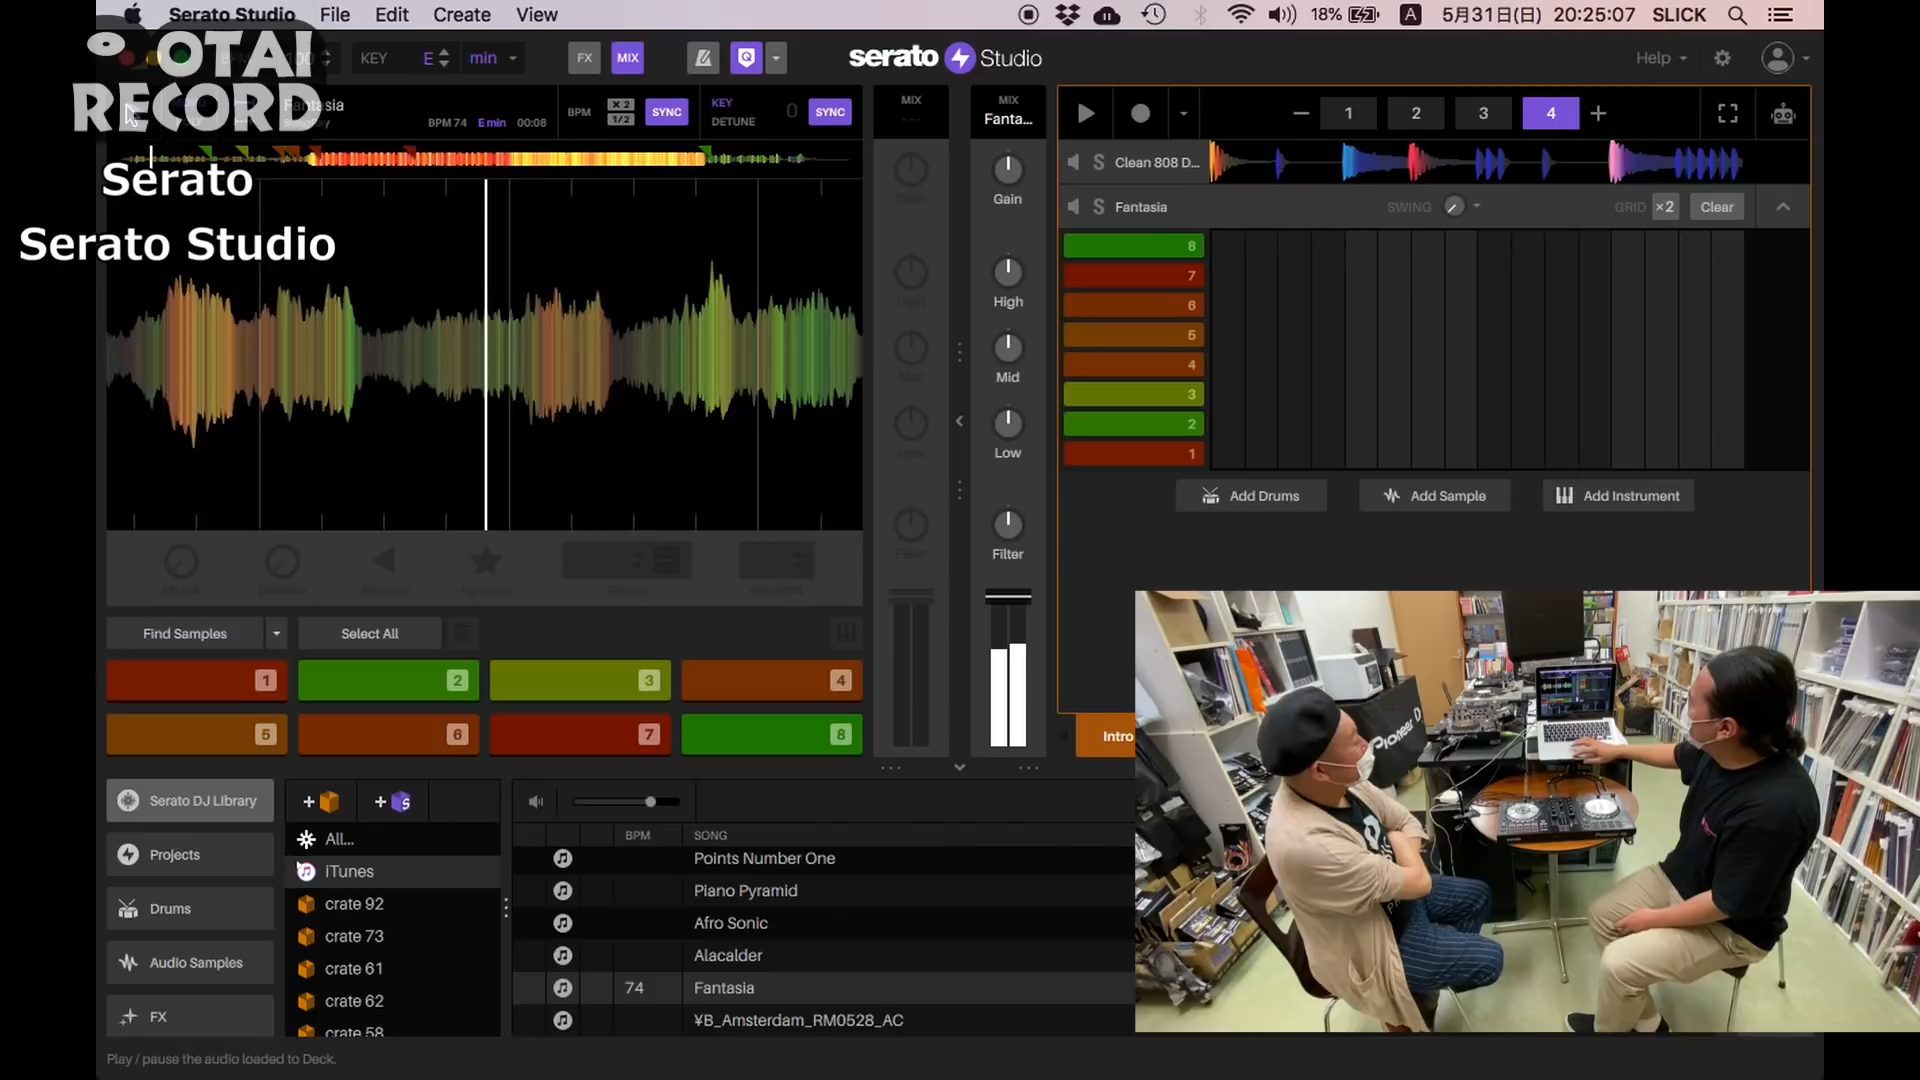 Serato Studio File Edit Create View 18% A 5月31日(日) 20:25:07 SLICK
OTAI
RECORD
Serato
Serato Studio
KEY E min FX MIX serato Studio Help
Fantasia
BPM 74 E min 00:08 BPM x 2 1/2 SYNC KEY DETUNE 0 SYNC
MIX
MIX
Fanta...
Gain
High
Mid
Low
Filter
1 2 3 4
S Clean 808 D...
S Fantasia SWING GRID x2 Clear
8
7
6
5
4
3
2
1
Add Drums Add Sample Add Instrument
Find Samples Select All
1 2 3 4
5 6 7 8
Intro
Pioneer D
Serato DJ Library
Projects
Drums
Audio Samples
FX
All...
iTunes
crate 92
crate 73
crate 61
crate 62
crate 58
BPM SONG
Points Number One
Piano Pyramid
Afro Sonic
Alacalder
74 Fantasia
¥B_Amsterdam_RM0528_AC
Play / pause the audio loaded to Deck.